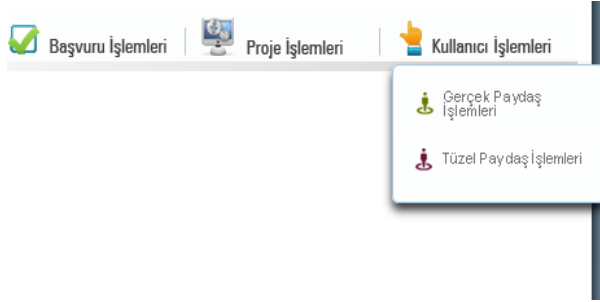 Başvuru İşlemleri
Proje İşlemleri
Kullanıcı İşlemleri
Gerçek Paydaş
İşlemleri
Tüzel Paydaş İşlemleri